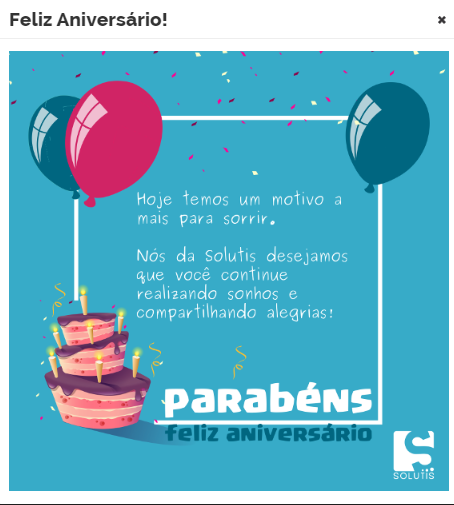 Feliz Aniversário!
Hoje temos um motivo a
mais para sorrir.
Nós da Solutis desejamos
que você continue
realizando sonhos e
compartilhando alegrias!
parabéns
feliz aniversário
SOLUTIS